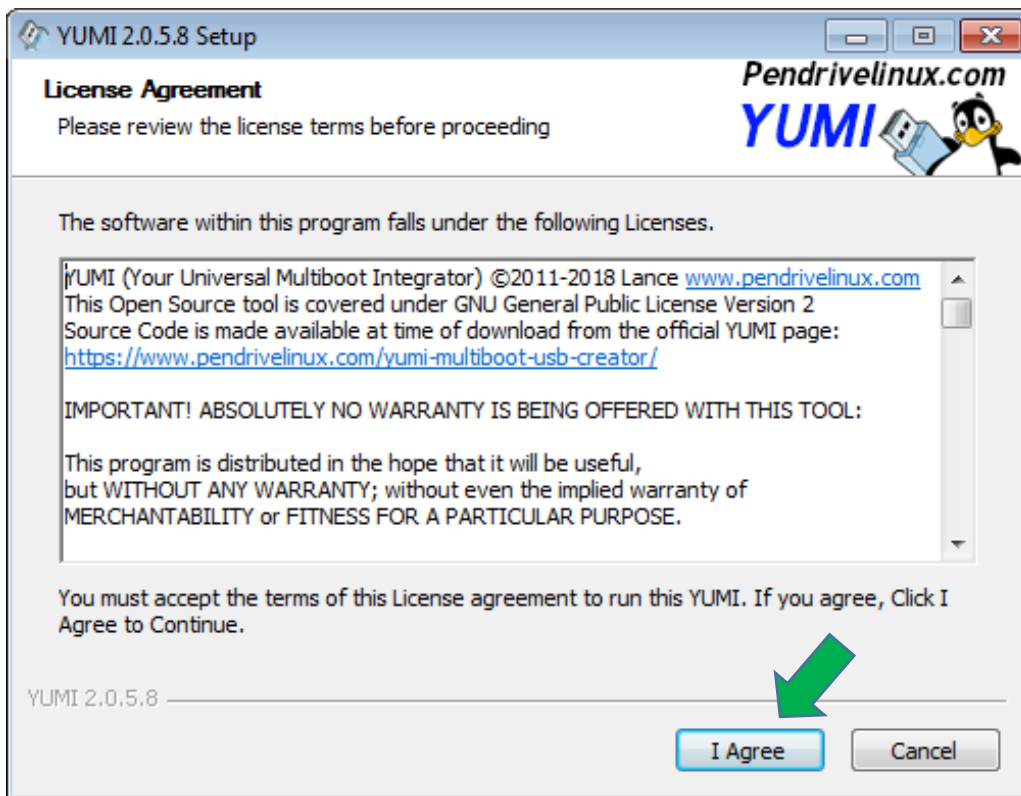 YUMI 2.0.5.8 Setup
License Agreement
Please review the license terms before proceeding
Pendrivelinux.com
YUMI
The software within this program falls under the following Licenses.
YUMI (Your Universal Multiboot Integrator) ©2011-2018 Lance www.pendrivelinux.com
This Open Source tool is covered under GNU General Public License Version 2
Source Code is made available at time of download from the official YUMI page:
https://www.pendrivelinux.com/yumi-multiboot-usb-creator/
IMPORTANT! ABSOLUTELY NO WARRANTY IS BEING OFFERED WITH THIS TOOL:
This program is distributed in the hope that it will be useful,
but WITHOUT ANY WARRANTY; without even the implied warranty of
MERCHANTABILITY or FITNESS FOR A PARTICULAR PURPOSE.
You must accept the terms of this License agreement to run this YUMI. If you agree, Click I
Agree to Continue.
YUMI 2.0.5.8
I Agree
Cancel